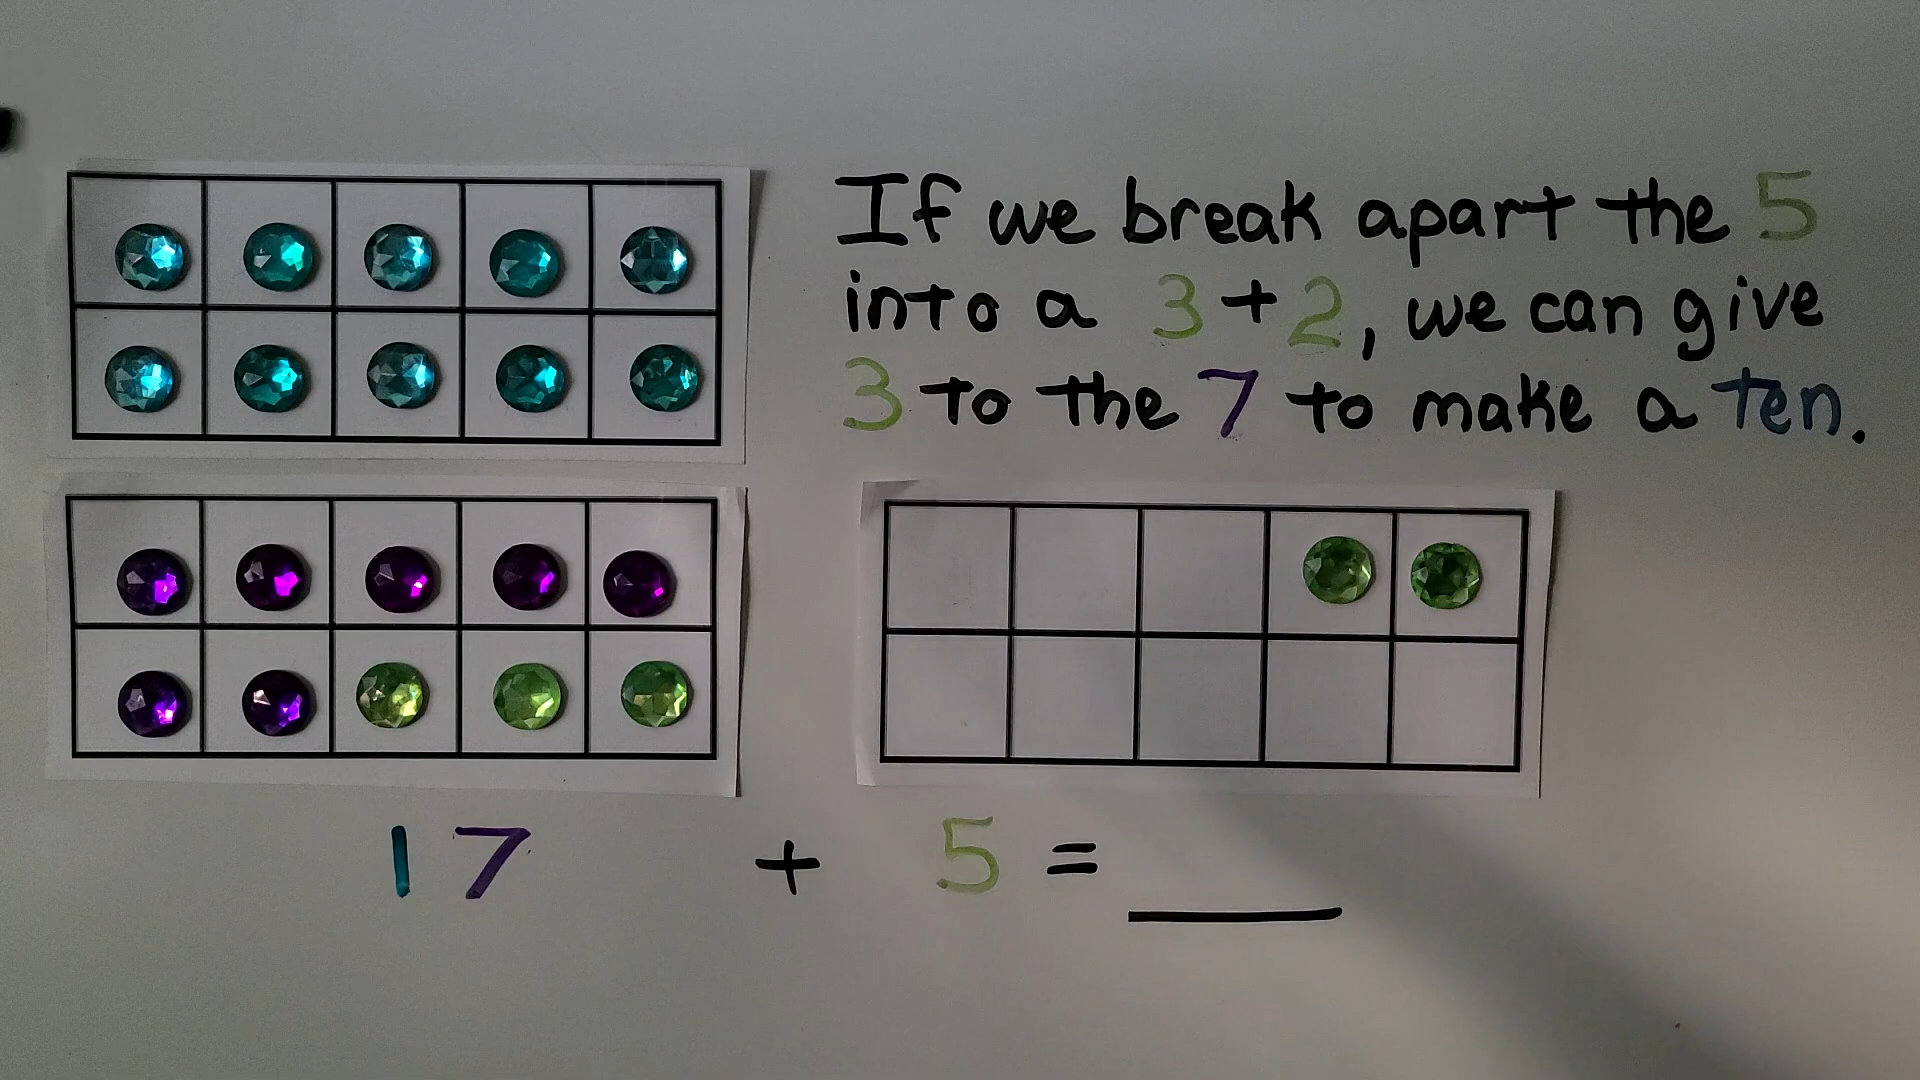 If we break apart the 5
into a 3+2, we can give
3 to the 7 to make a ten.
17 + 5 = ____